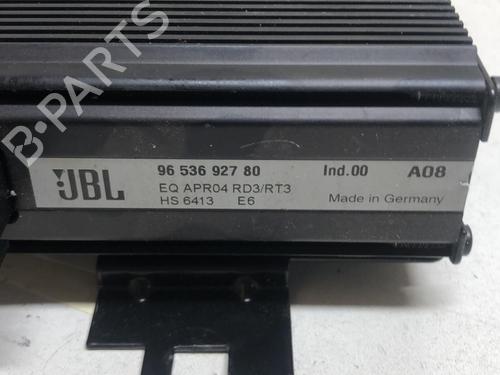 B-PARTS
JBL
96 536 927 80 Ind.00 A08
EQ APR04 RD3/RT3
HS 6413 E6 Made in Germany